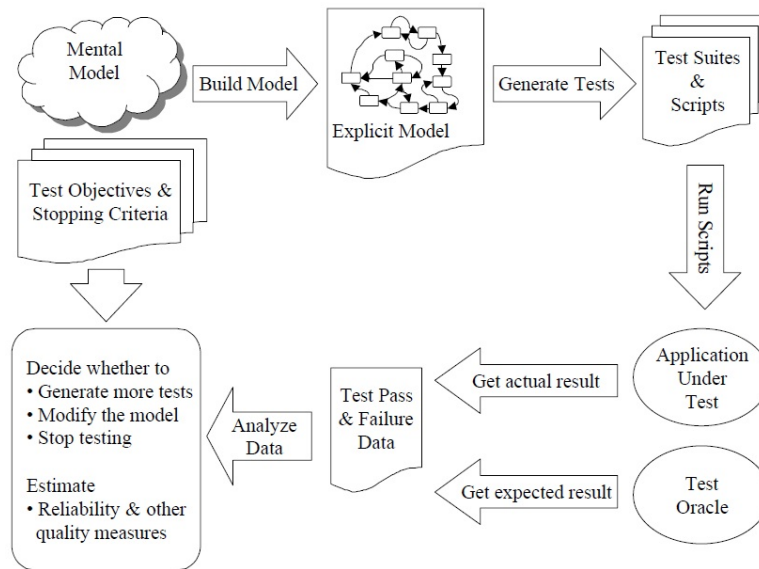 Mental
Model
Build Model
Explicit Model
Generate Tests
Test Suites
&
Scripts
Test Objectives &
Stopping Criteria
Run Scripts
Decide whether to
• Generate more tests
• Modify the model
• Stop testing
Estimate
• Reliability & other
quality measures
Analyze
Data
Test Pass
& Failure
Data
Get actual result
Application
Under
Test
Get expected result
Test
Oracle